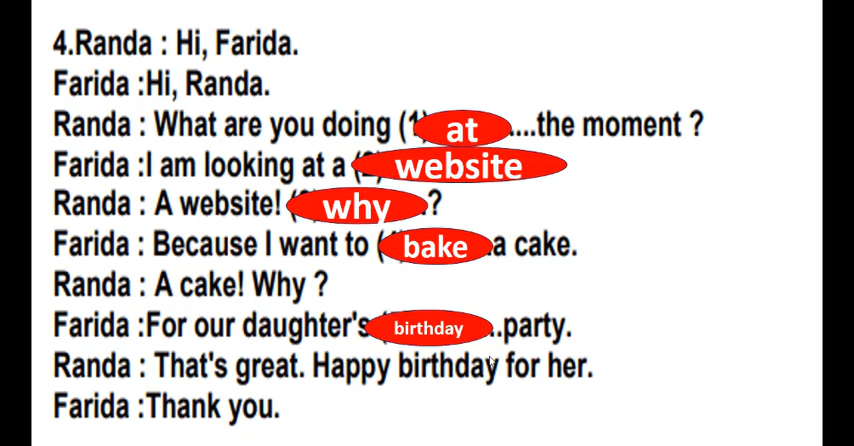 4.Randa : Hi, Farida.
Farida :Hi, Randa.
Randa : What are you doing (1) at ....the moment ?
Farida :I am looking at a (2) website
Randa : A website! ( why .?
Farida : Because I want to ( bake .a cake.
Randa : A cake! Why ?
Farida :For our daughter's ( birthday ..party.
Randa : That's great. Happy birthday for her.
Farida :Thank you.